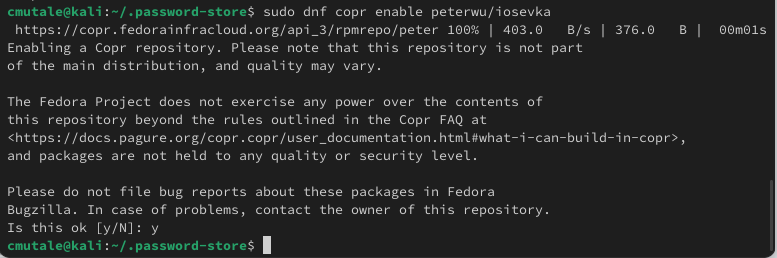 cmutale@kali:~/.password-store$ sudo dnf copr enable peterwu/iosevka
https://copr.fedorainfracloud.org/api_3/rpmrepo/peter 100% | 403.0   B/s | 376.0   B |  00m01s
Enabling a Copr repository. Please note that this repository is not part
of the main distribution, and quality may vary.

The Fedora Project does not exercise any power over the contents of
this repository beyond the rules outlined in the Copr FAQ at
<https://docs.pagure.org/copr.copr/user_documentation.html#what-i-can-build-in-copr>,
and packages are not held to any quality or security level.

Please do not file bug reports about these packages in Fedora
Bugzilla. In case of problems, contact the owner of this repository.
Is this ok [y/N]: y
cmutale@kali:~/.password-store$